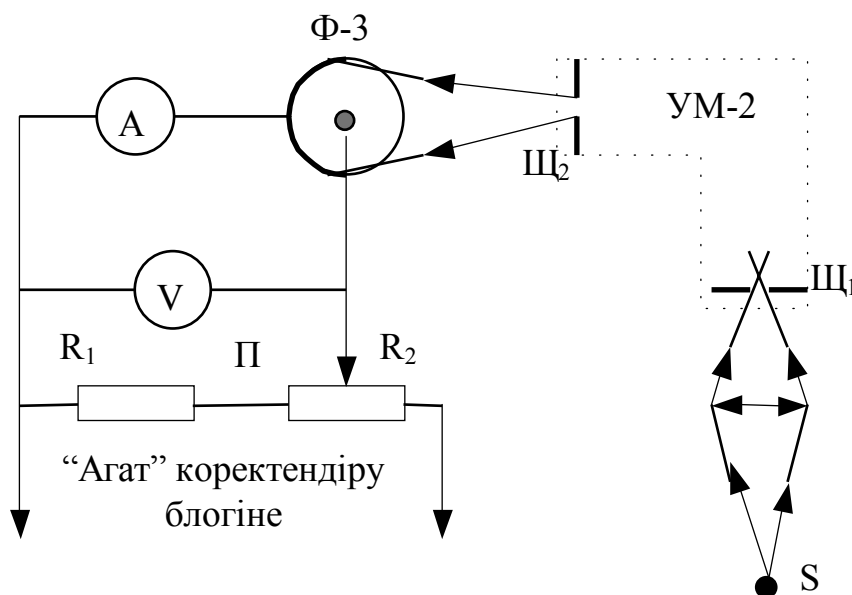 Ф-3
А
УМ-2
Щ₂
V
Щ₁
R₁
П
R₂
“Агат” коректендіру
блогіне
S